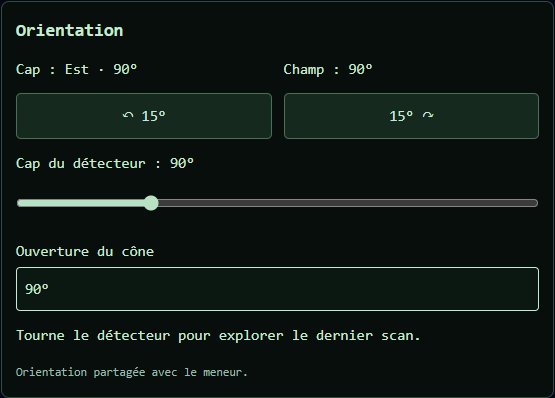 Orientation
Cap : Est · 90°
Champ : 90°
↶ 15°
15° ↷
Cap du détecteur : 90°
Ouverture du cône
90°
Tourne le détecteur pour explorer le dernier scan.
Orientation partagée avec le meneur.